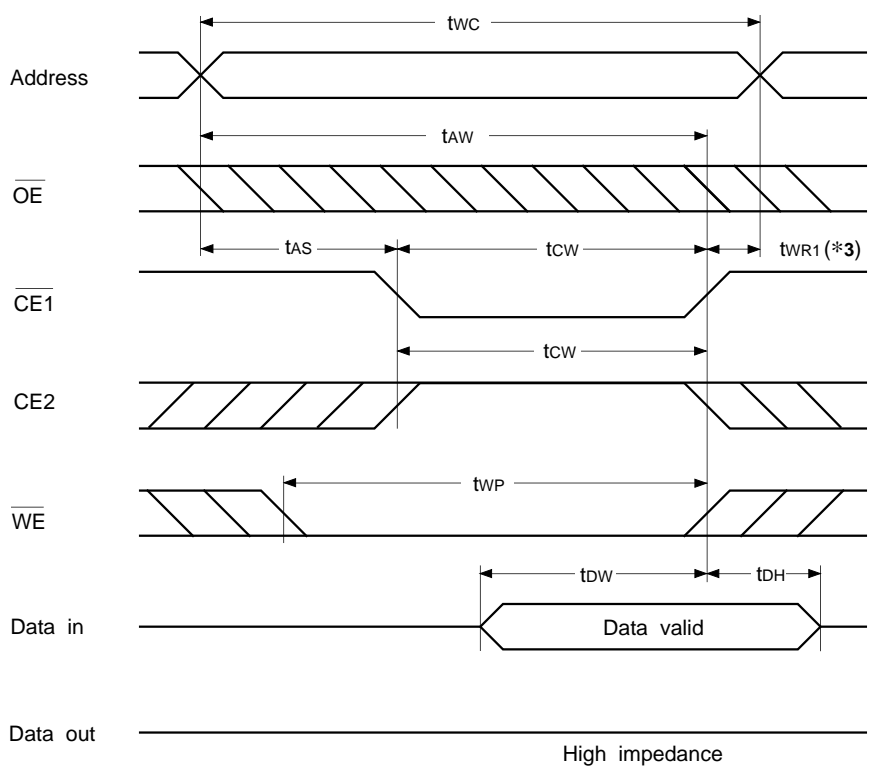 tWC
Address
tAW
OE
tAS
tCW
tWR1 (*3)
CE1
tCW
CE2
tWP
WE
tDW
tDH
Data in
Data valid
Data out
High impedance